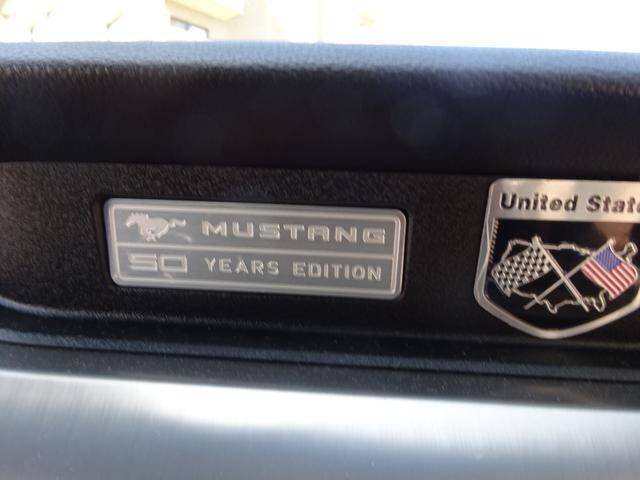 MUSTANG
50 YEARS EDITION
United State